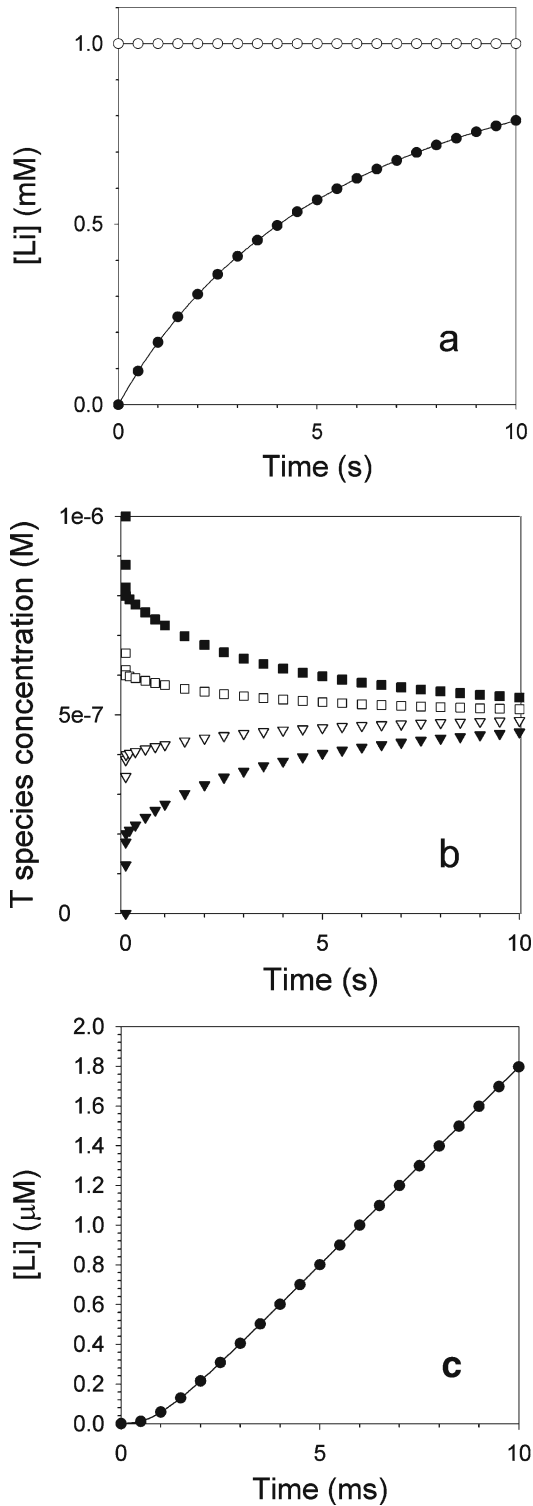 1.0
0.5
0.0
[Li] (mM)
a
0 5 10
Time (s)
1e-6
5e-7
0
T species concentration (M)
b
0 5 10
Time (s)
2.0
1.8
1.6
1.4
1.2
1.0
0.8
0.6
0.4
0.2
0.0
[Li] (μM)
c
0 5 10
Time (ms)